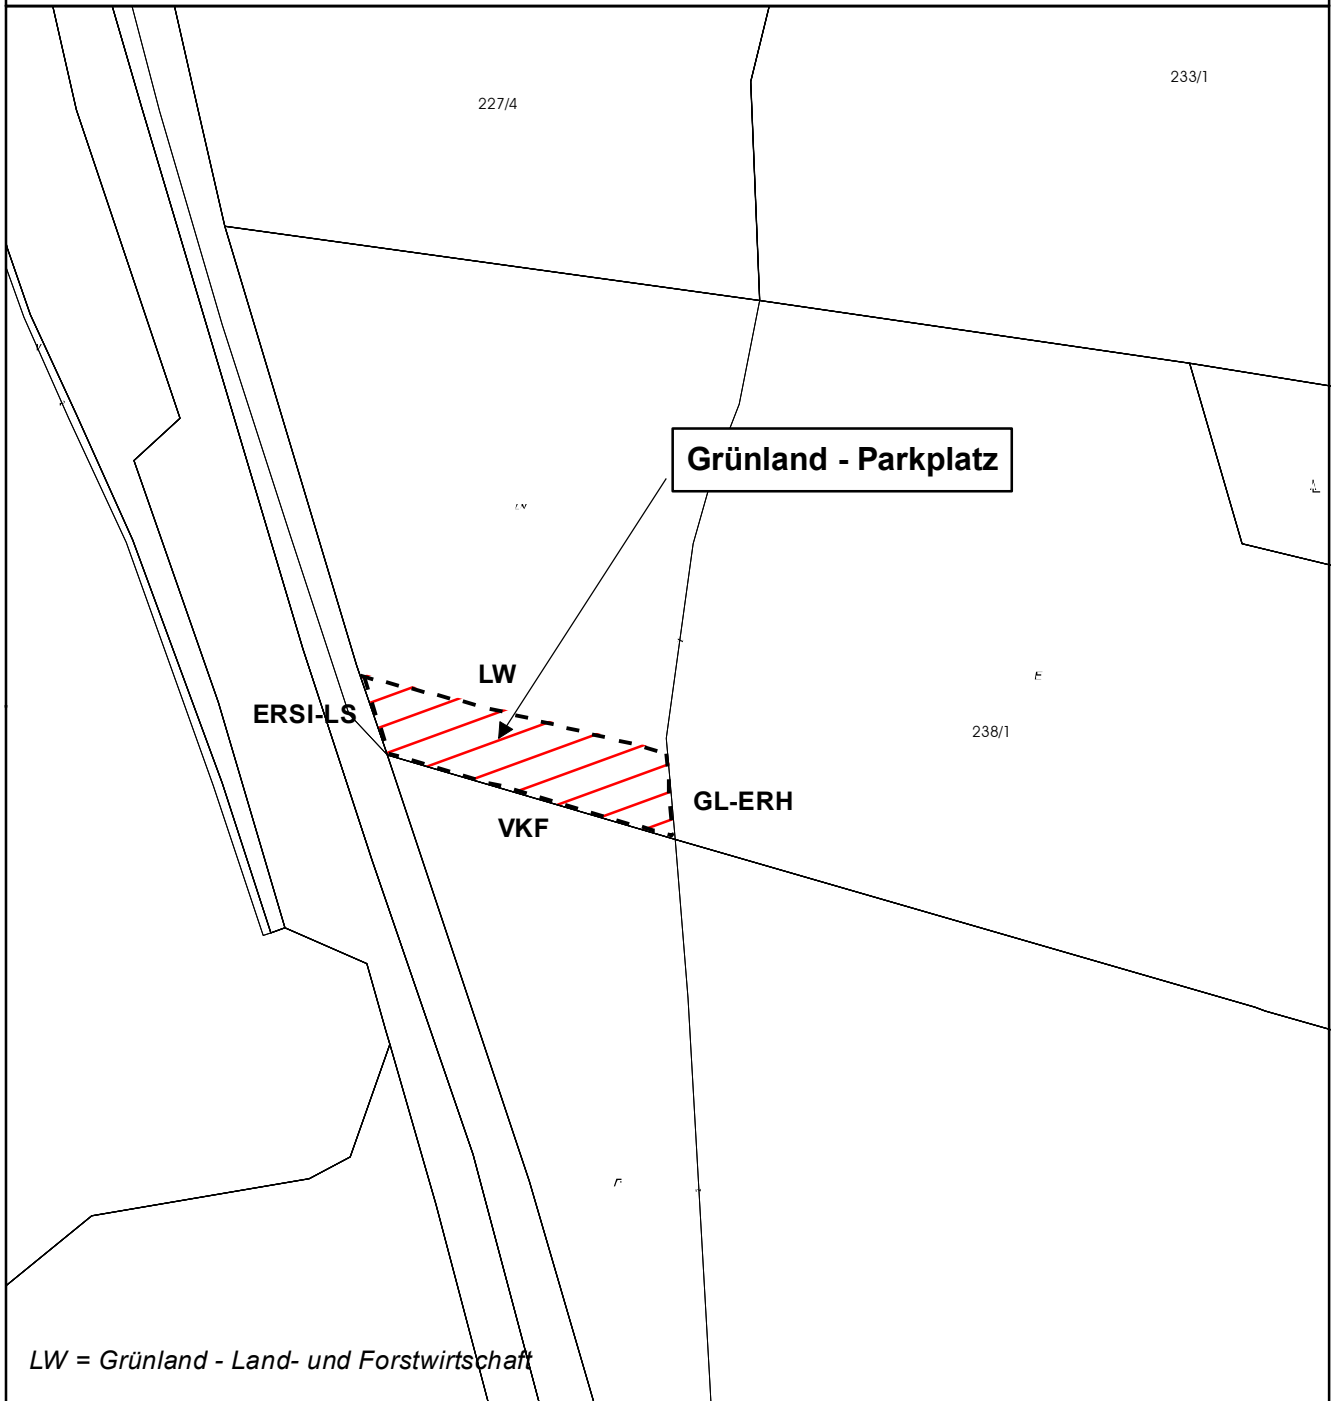 233/1
227/4
Grünland - Parkplatz
LW
E
ERSI-LS
238/1
GL-ERH
VKF
LW = Grünland - Land- und Forstwirtschaft